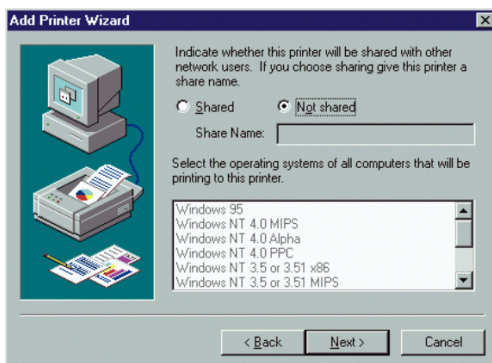 Add Printer Wizard
Indicate whether this printer will be shared with other
network users. If you choose sharing give this printer a
share name.
Shared Not shared
Share Name:
Select the operating systems of all computers that will be
printing to this printer.
Windows 95
Windows NT 4.0 MIPS
Windows NT 4.0 Alpha
Windows NT 4.0 PPC
Windows NT 3.5 or 3.51 x86
Windows NT 3.5 or 3.51 MIPS
< Back Next > Cancel